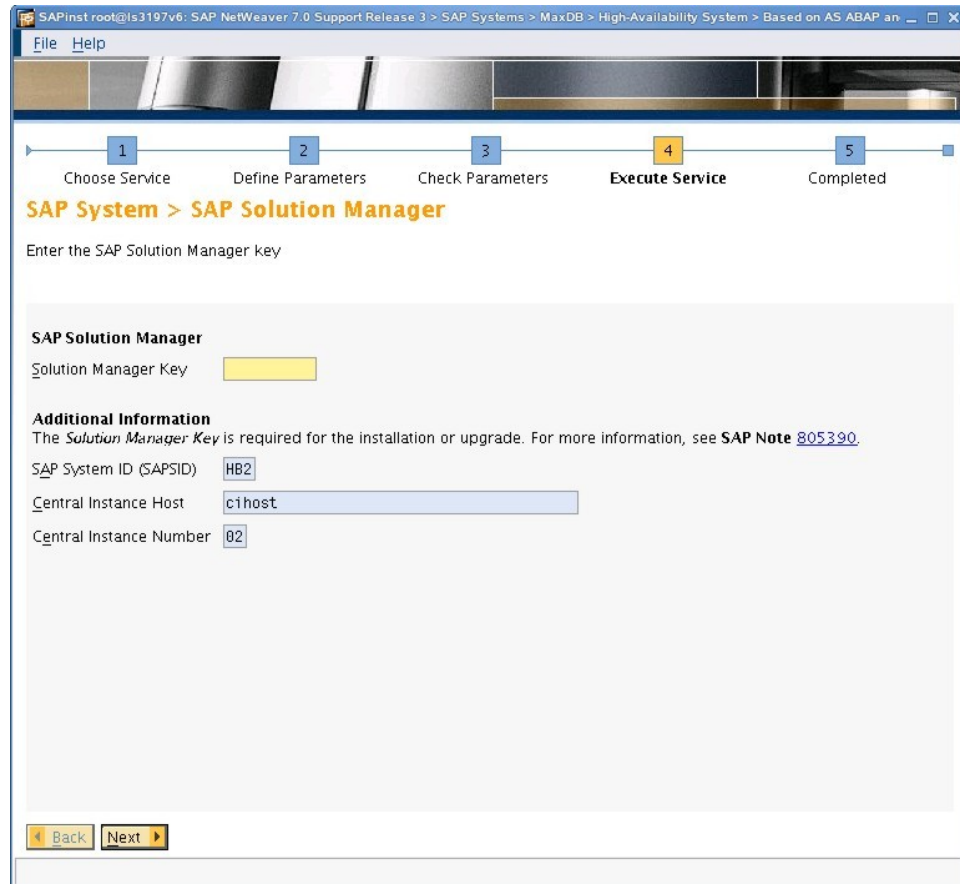 SAPinst root@ls3197v6: SAP NetWeaver 7.0 Support Release 3 > SAP Systems > MaxDB > High-Availability System > Based on AS ABAP an
File Help
1 2 3 4 5
Choose Service Define Parameters Check Parameters Execute Service Completed
SAP System > SAP Solution Manager
Enter the SAP Solution Manager key
SAP Solution Manager
Solution Manager Key
Additional Information
The Solution Manager Key is required for the installation or upgrade. For more information, see SAP Note 805390.
SAP System ID (SAPSID) HB2
Central Instance Host cihost
Central Instance Number 02
Back Next